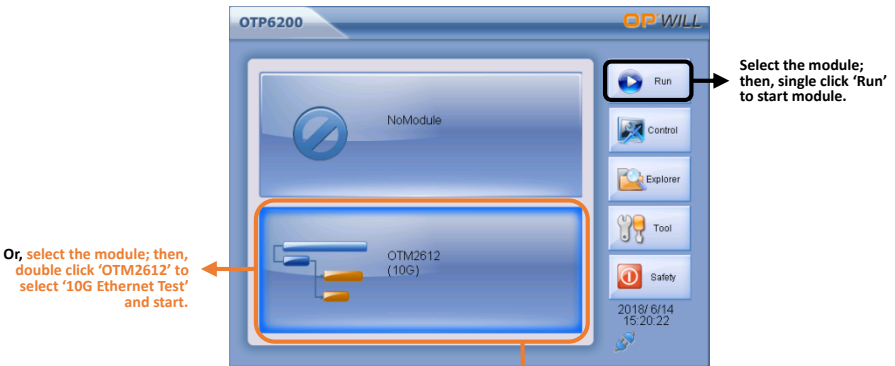 OTP6200
OPWILL
Select the module;
then, single click ‘Run’
to start module.
Run
NoModule
Control
Explorer
Tool
Or, select the module; then,
double click ‘OTM2612’ to
select ‘10G Ethernet Test’
and start.
OTM2612
(10G)
Safety
2018/ 6/14
15:20:22